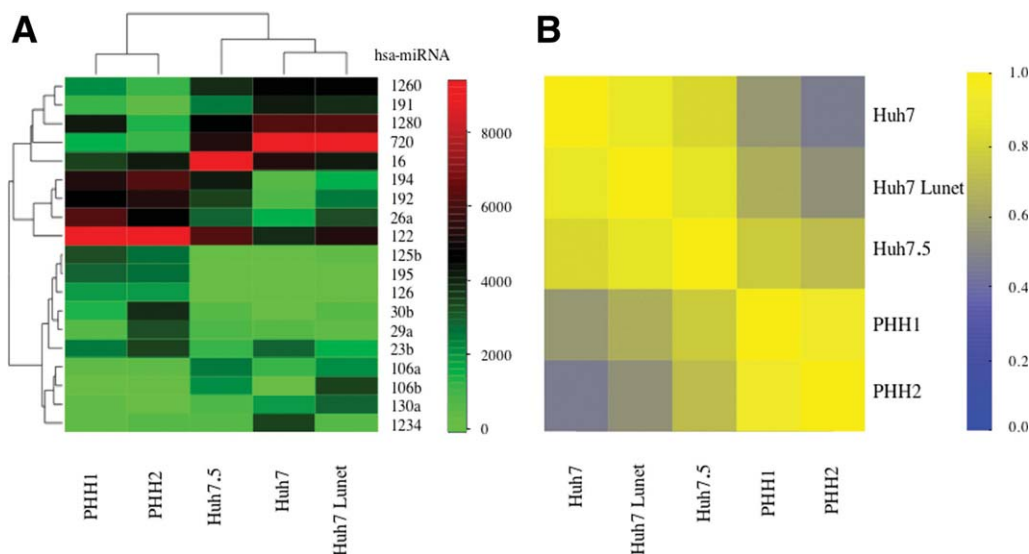 A
hsa-miRNA
1260
191
1280
720
16
194
192
26a
122
125b
195
126
30b
29a
23b
106a
106b
130a
1234
8000
6000
4000
2000
0
PHH1
PHH2
Huh7.5
Huh7
Huh7 Lunet
B
Huh7
Huh7 Lunet
Huh7.5
PHH1
PHH2
1.0
0.8
0.6
0.4
0.2
0.0
Huh7
Huh7 Lunet
Huh7.5
PHH1
PHH2